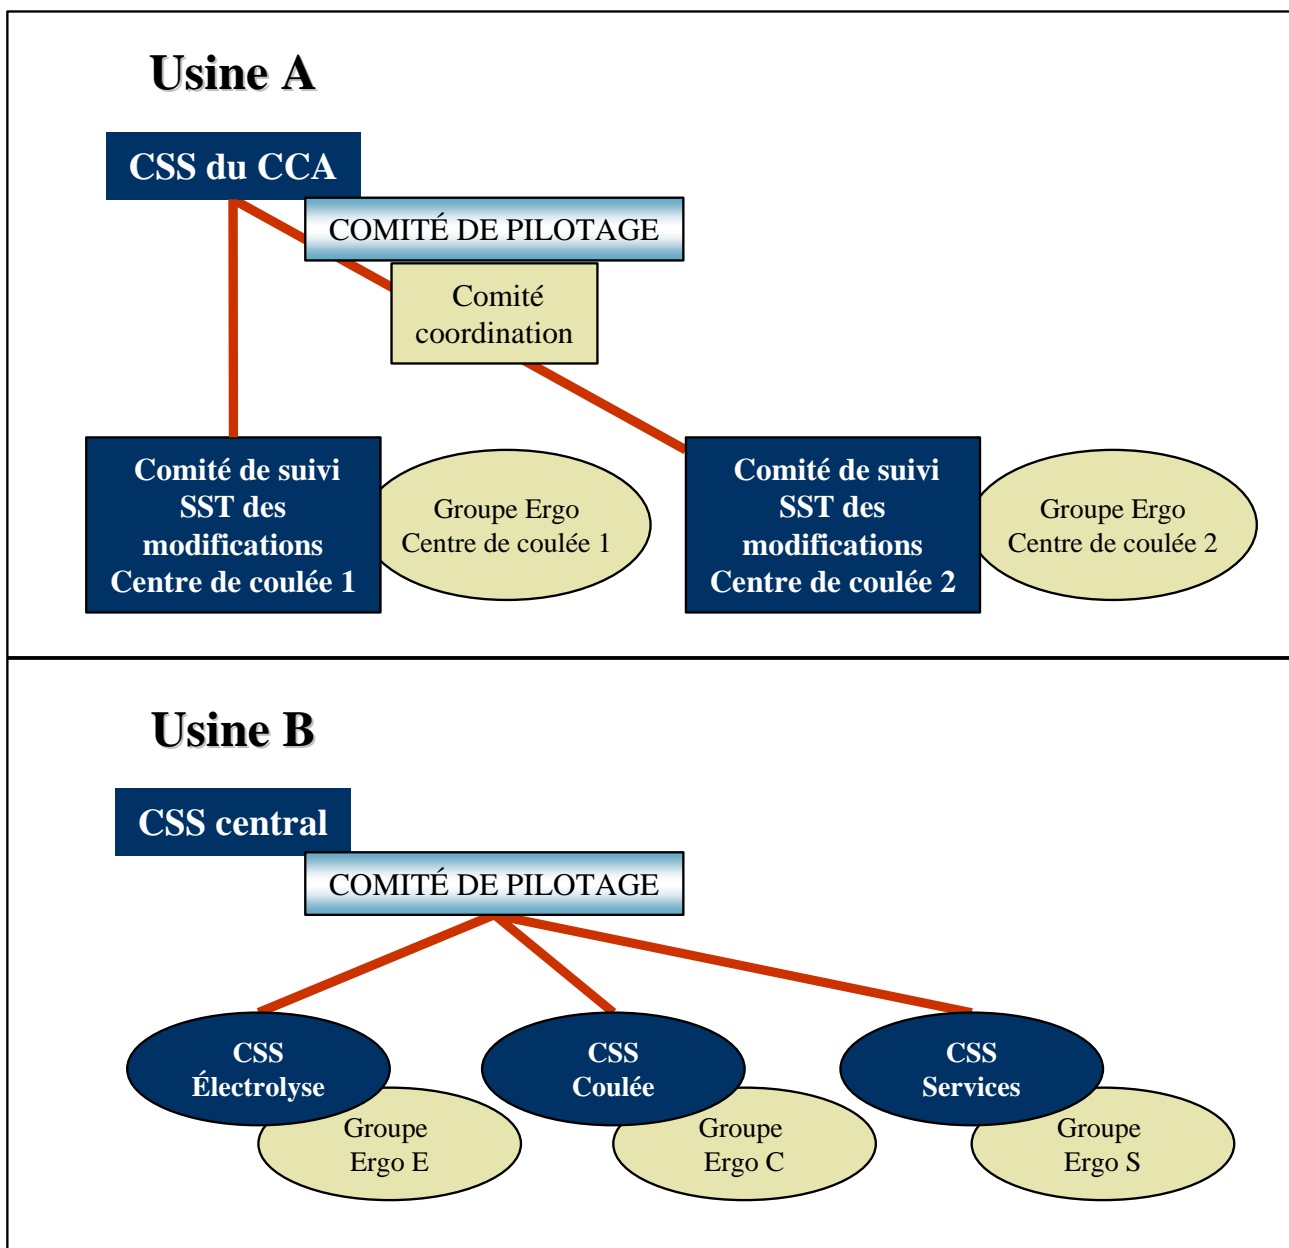 Usine A
CSS du CCA
COMITÉ DE PILOTAGE
Comité
coordination
Comité de suivi
SST des
modifications
Centre de coulée 1
Groupe Ergo
Centre de coulée 1
Comité de suivi
SST des
modifications
Centre de coulée 2
Groupe Ergo
Centre de coulée 2
Usine B
CSS central
COMITÉ DE PILOTAGE
CSS
Électrolyse
Groupe
Ergo E
CSS
Coulée
Groupe
Ergo C
CSS
Services
Groupe
Ergo S